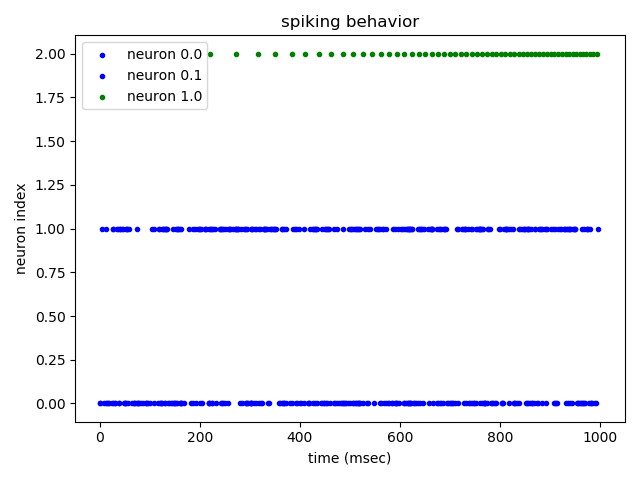 spiking behavior
neuron 0.0
neuron 0.1
neuron 1.0
2.00
1.75
1.50
1.25
1.00
0.75
0.50
0.25
0.00
neuron index
0 200 400 600 800 1000
time (msec)